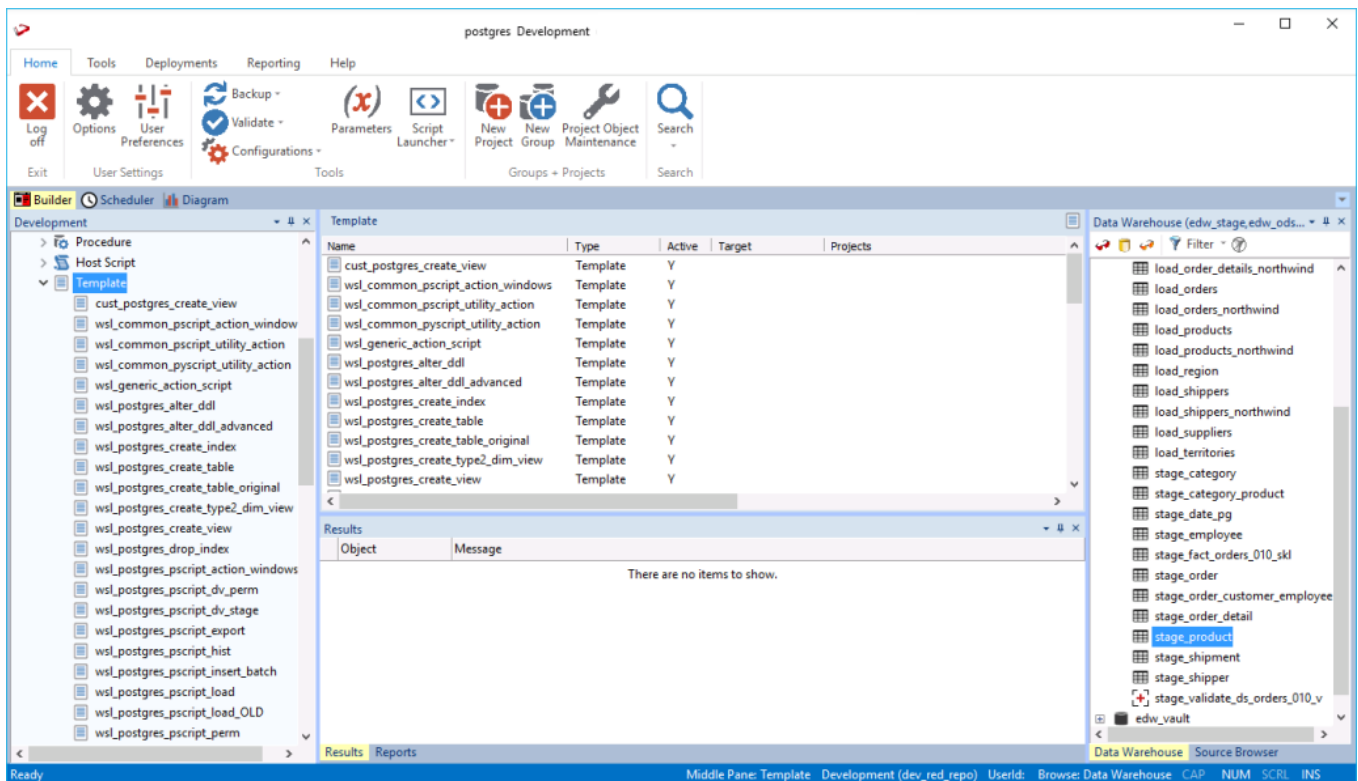 postgres Development
Home Tools Deployments Reporting Help
Log off
Options
User Preferences
Backup
Validate
Configurations
Parameters
Script Launcher
New Project
New Group
Project Object Maintenance
Search
Exit User Settings Tools Groups + Projects Search
Builder Scheduler Diagram
Development
Procedure
Host Script
Template
cust_postgres_create_view
wsl_common_pscript_action_window
wsl_common_pscript_utility_action
wsl_common_pyscript_utility_action
wsl_generic_action_script
wsl_postgres_alter_ddl
wsl_postgres_alter_ddl_advanced
wsl_postgres_create_index
wsl_postgres_create_table
wsl_postgres_create_table_original
wsl_postgres_create_type2_dim_view
wsl_postgres_create_view
wsl_postgres_drop_index
wsl_postgres_pscript_action_windows
wsl_postgres_pscript_dv_perm
wsl_postgres_pscript_dv_stage
wsl_postgres_pscript_export
wsl_postgres_pscript_hist
wsl_postgres_pscript_insert_batch
wsl_postgres_pscript_load
wsl_postgres_pscript_load_OLD
wsl_postgres_pscript_perm
Template
Name Type Active Target Projects
cust_postgres_create_view Template Y
wsl_common_pscript_action_windows Template Y
wsl_common_pscript_utility_action Template Y
wsl_common_pyscript_utility_action Template Y
wsl_generic_action_script Template Y
wsl_postgres_alter_ddl Template Y
wsl_postgres_alter_ddl_advanced Template Y
wsl_postgres_create_index Template Y
wsl_postgres_create_table Template Y
wsl_postgres_create_table_original Template Y
wsl_postgres_create_type2_dim_view Template Y
wsl_postgres_create_view Template Y
Results
Object Message
There are no items to show.
Results Reports
Data Warehouse (edw_stage,edw_ods...
Filter
load_order_details_northwind
load_orders
load_orders_northwind
load_products
load_products_northwind
load_region
load_shippers
load_shippers_northwind
load_suppliers
load_territories
stage_category
stage_category_product
stage_date_pg
stage_employee
stage_fact_orders_010_skl
stage_order
stage_order_customer_employee
stage_order_detail
stage_product
stage_shipment
stage_shipper
stage_validate_ds_orders_010_v
edw_vault
Data Warehouse Source Browser
Ready Middle Pane: Template Development (dev_red_repo) UserId: Browse: Data Warehouse CAP NUM SCRL INS